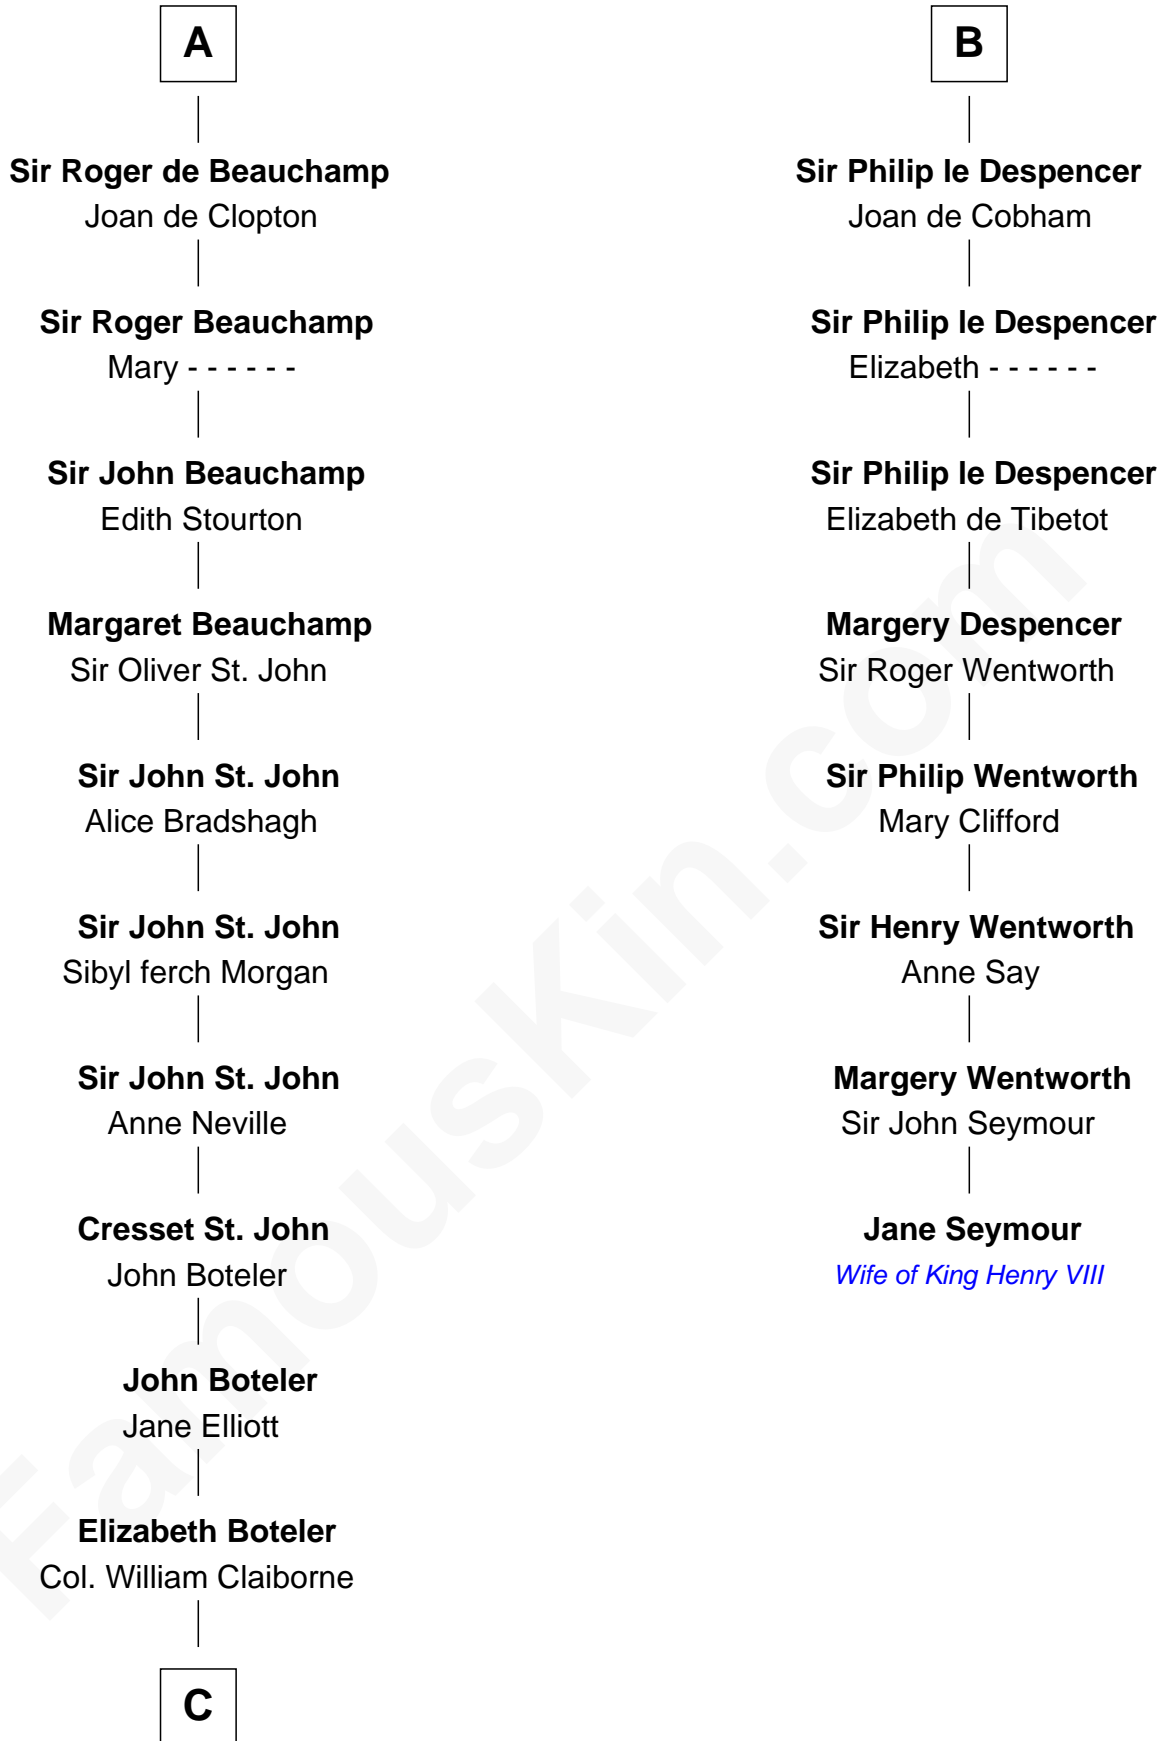 A
Sir Roger de Beauchamp
Joan de Clopton
Sir Roger Beauchamp
Mary - - - - - -
Sir John Beauchamp
Edith Stourton
Margaret Beauchamp
Sir Oliver St. John
Sir John St. John
Alice Bradshagh
Sir John St. John
Sibyl ferch Morgan
Sir John St. John
Anne Neville
Cresset St. John
John Boteler
John Boteler
Jane Elliott
Elizabeth Boteler
Col. William Claiborne
C
B
Sir Philip le Despencer
Joan de Cobham
Sir Philip le Despencer
Elizabeth - - - - - -
Sir Philip le Despencer
Elizabeth de Tibetot
Margery Despencer
Sir Roger Wentworth
Sir Philip Wentworth
Mary Clifford
Sir Henry Wentworth
Anne Say
Margery Wentworth
Sir John Seymour
Jane Seymour
Wife of King Henry VIII
FamousKin.com